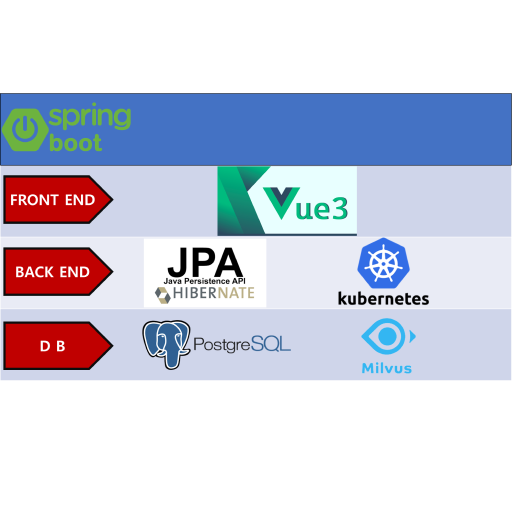 spring
boot
FRONT END
Vue3
BACK END
JPA
Java Persistence API
HIBERNATE
kubernetes
D B
PostgreSQL
Milvus